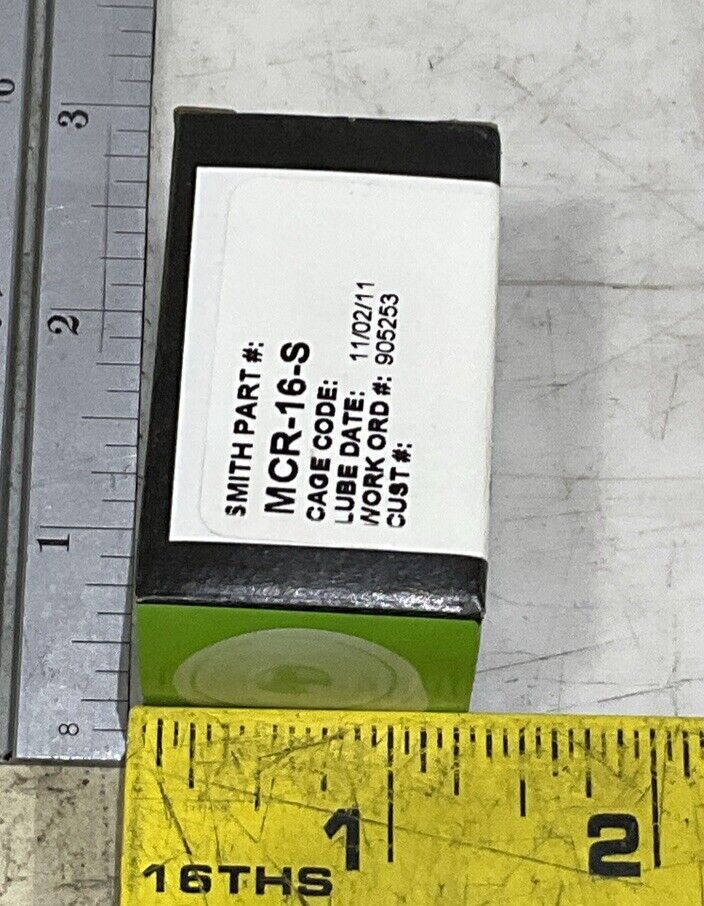 SMITH PART #:
MCR-16-S
CAGE CODE:
LUBE DATE: 11/02/11
WORK ORD #: 905253
CUST #:
3
2
1
8
1 2
16THS